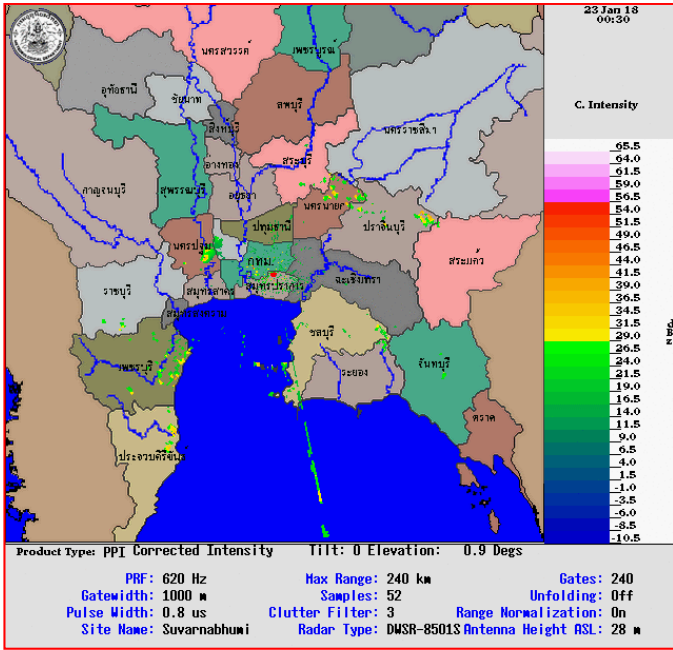 23 Jan 18
00:30
C. Intensity
นครสวรรค์
เพชรบูรณ์
อุทัยธานี
ชัยนาท
ลพบุรี
สิงห์บุรี
นครราชสีมา
อ่างทอง
สระบุรี
กาญจนบุรี
สุพรรณบุรี
อยุธยา
นครนายก
ปทุมธานี
ปราจีนบุรี
นครปฐม
กทม.
สระแก้ว
ฉะเชิงเทรา
ราชบุรี
สมุทรสาคร
สมุทรปราการ
สมุทรสงคราม
ชลบุรี
เพชรบุรี
ระยอง
จันทบุรี
ตราด
ประจวบคีรีขันธ์
65.5
64.0
61.5
59.0
56.5
54.0
51.5
49.0
46.5
44.0
41.5
39.0
36.5
34.0
31.5
29.0
26.5
24.0
21.5
19.0
16.5
14.0
11.5
9.0
6.5
4.0
1.5
-1.0
-3.5
-6.0
-8.5
-10.5
Product Type: PPI Corrected Intensity Tilt: 0 Elevation: 0.9 Degs
PRF: 620 Hz Max Range: 240 km Gates: 240
Gatewidth: 1000 m Samples: 52 Unfolding: Off
Pulse Width: 0.8 us Clutter Filter: 3 Range Normalization: On
Site Name: Suvarnabhumi Radar Type: DWSR-8501S Antenna Height ASL: 28 m